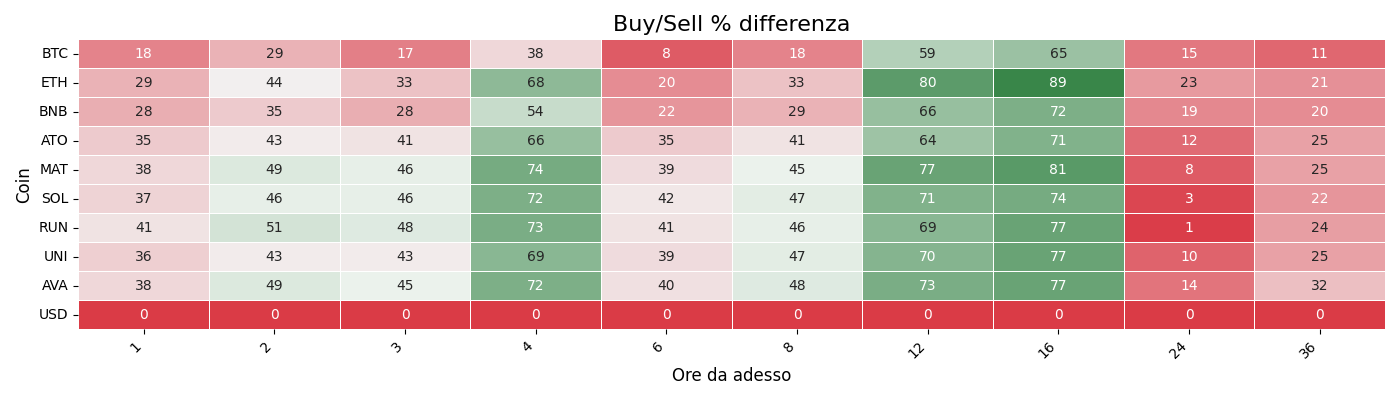 Buy/Sell % differenza
Coin
BTC 18 29 17 38 8 18 59 65 15 11
ETH 29 44 33 68 20 33 80 89 23 21
BNB 28 35 28 54 22 29 66 72 19 20
ATO 35 43 41 66 35 41 64 71 12 25
MAT 38 49 46 74 39 45 77 81 8 25
SOL 37 46 46 72 42 47 71 74 3 22
RUN 41 51 48 73 41 46 69 77 1 24
UNI 36 43 43 69 39 47 70 77 10 25
AVA 38 49 45 72 40 48 73 77 14 32
USD 0 0 0 0 0 0 0 0 0 0
1 2 3 4 6 8 12 16 24 36
Ore da adesso